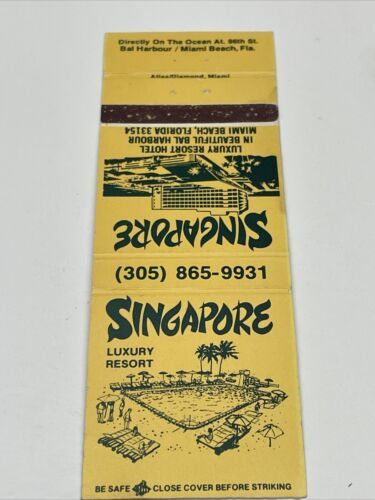 Directly On The Ocean At. 96th St.
Bal Harbour / Miami Beach, Fla.
Atlas/Diamond, Miami
SINGAPORE
LUXURY RESORT HOTEL
IN BEAUTIFUL BAL HARBOUR
MIAMI BEACH, FLORIDA 33154
(305) 865-9931
SINGAPORE
LUXURY
RESORT
BE SAFE CLOSE COVER BEFORE STRIKING